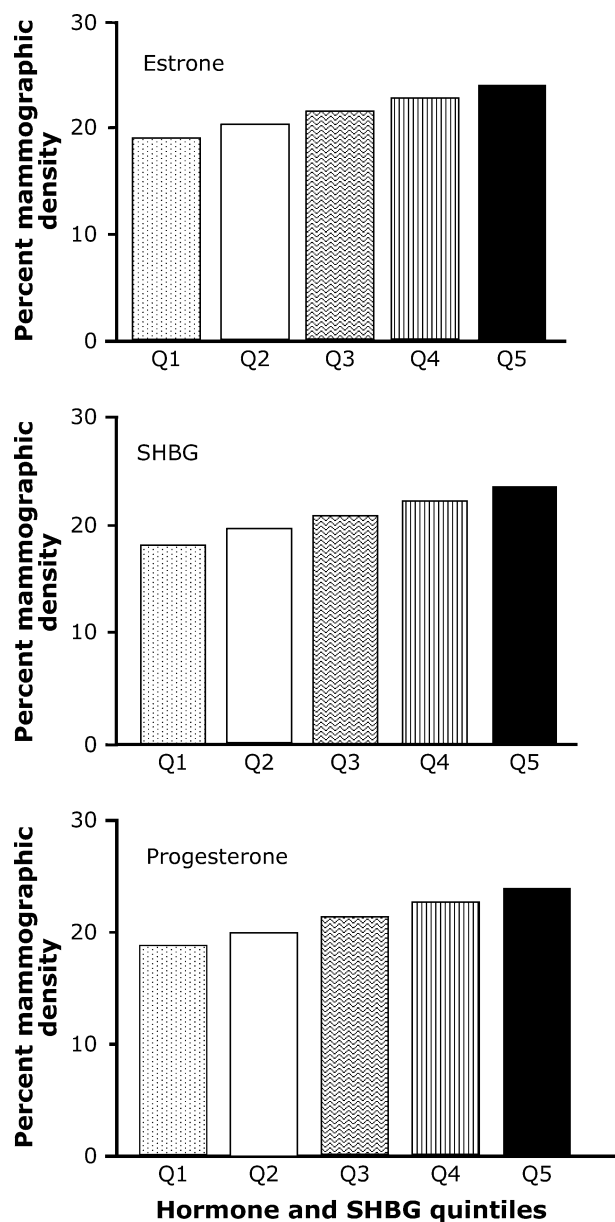 Percent mammographic
density
Estrone
30
20
10
0
Q1 Q2 Q3 Q4 Q5
Percent mammographic
density
SHBG
30
20
10
0
Q1 Q2 Q3 Q4 Q5
Percent mammographic
density
Progesterone
30
20
10
0
Q1 Q2 Q3 Q4 Q5
Hormone and SHBG quintiles